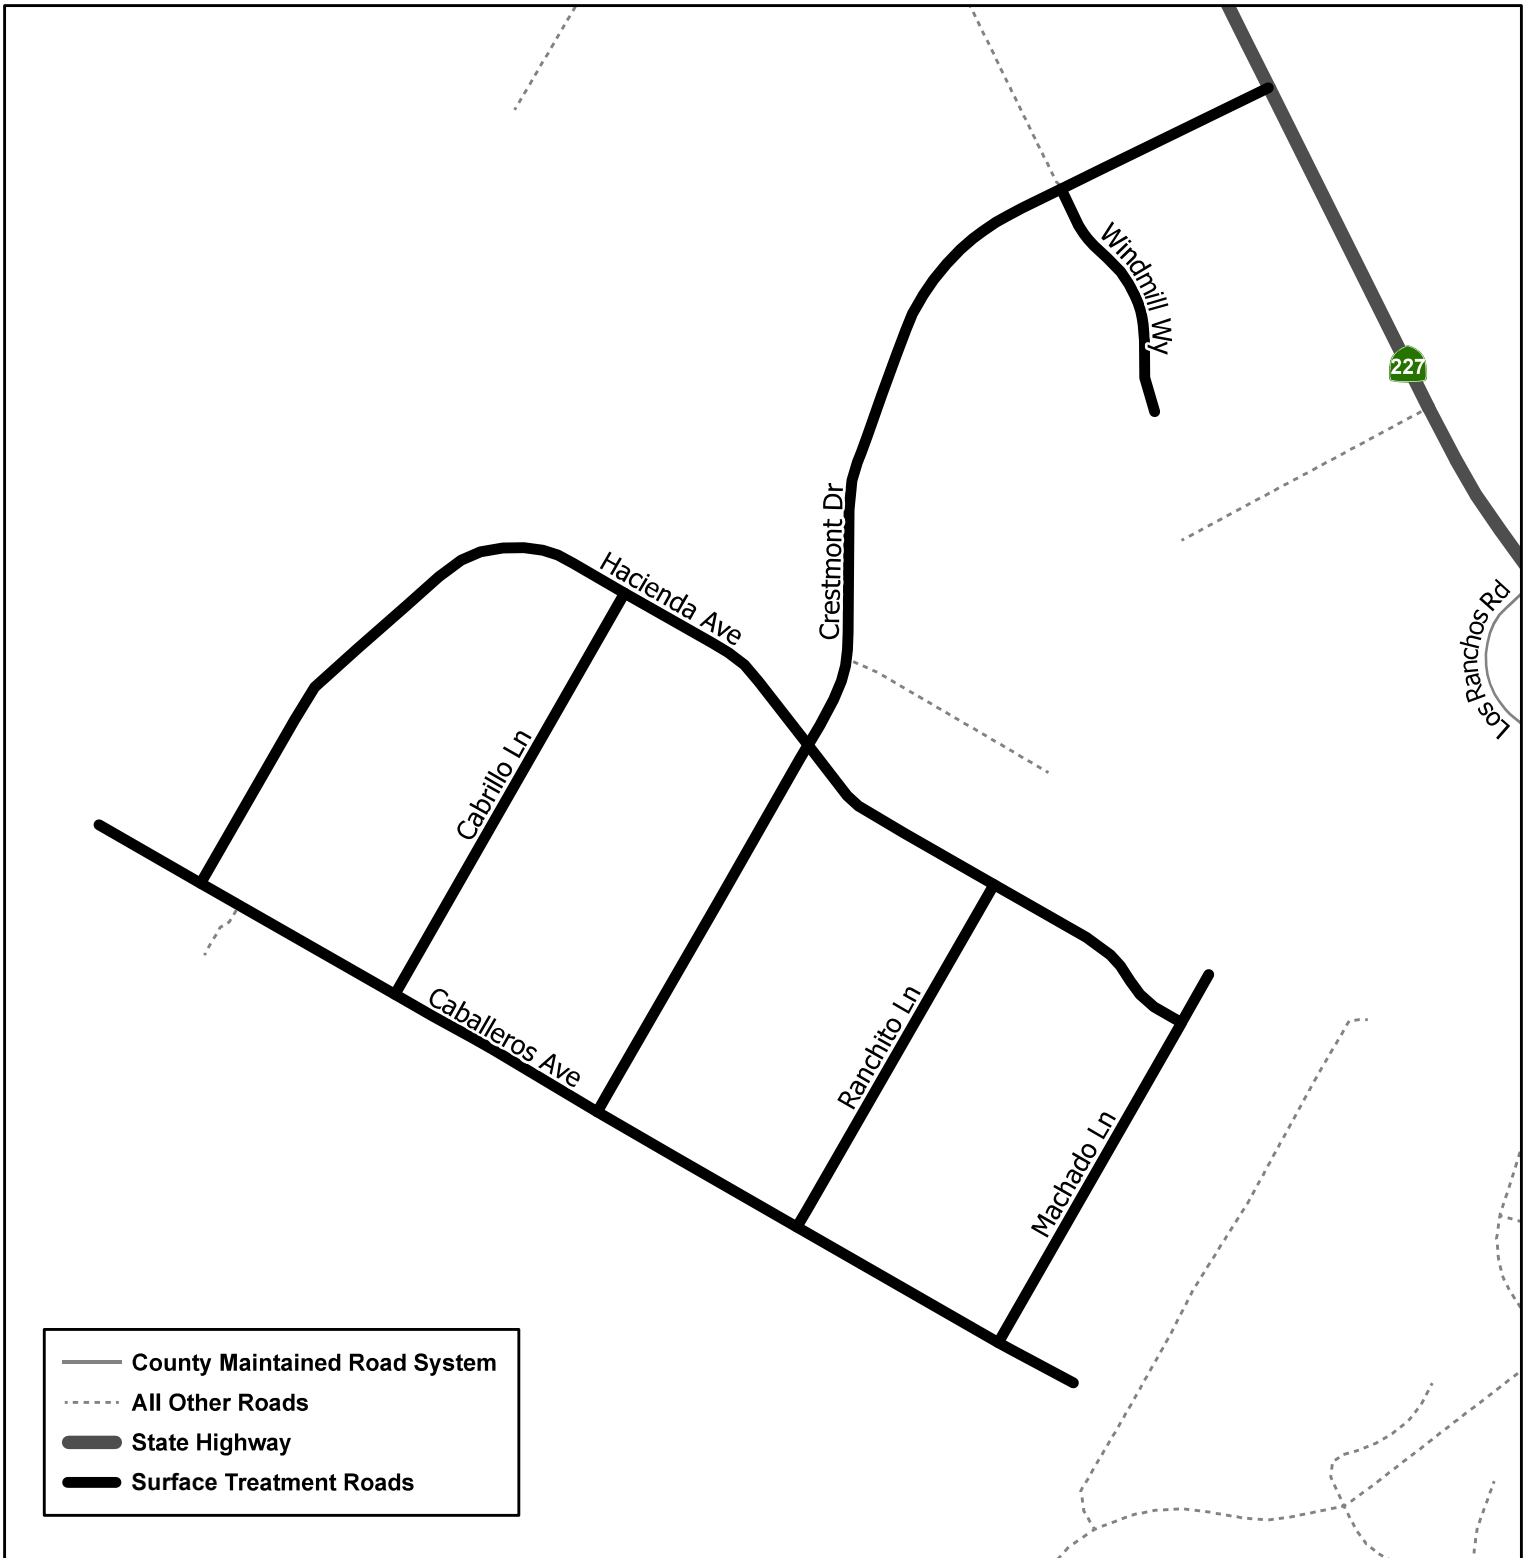 Windmill Wy
227
Crestmont Dr
Hacienda Ave
Los Ranchos Rd
Cabrillo Ln
Caballeros Ave
Ranchito Ln
Machado Ln
County Maintained Road System
All Other Roads
State Highway
Surface Treatment Roads